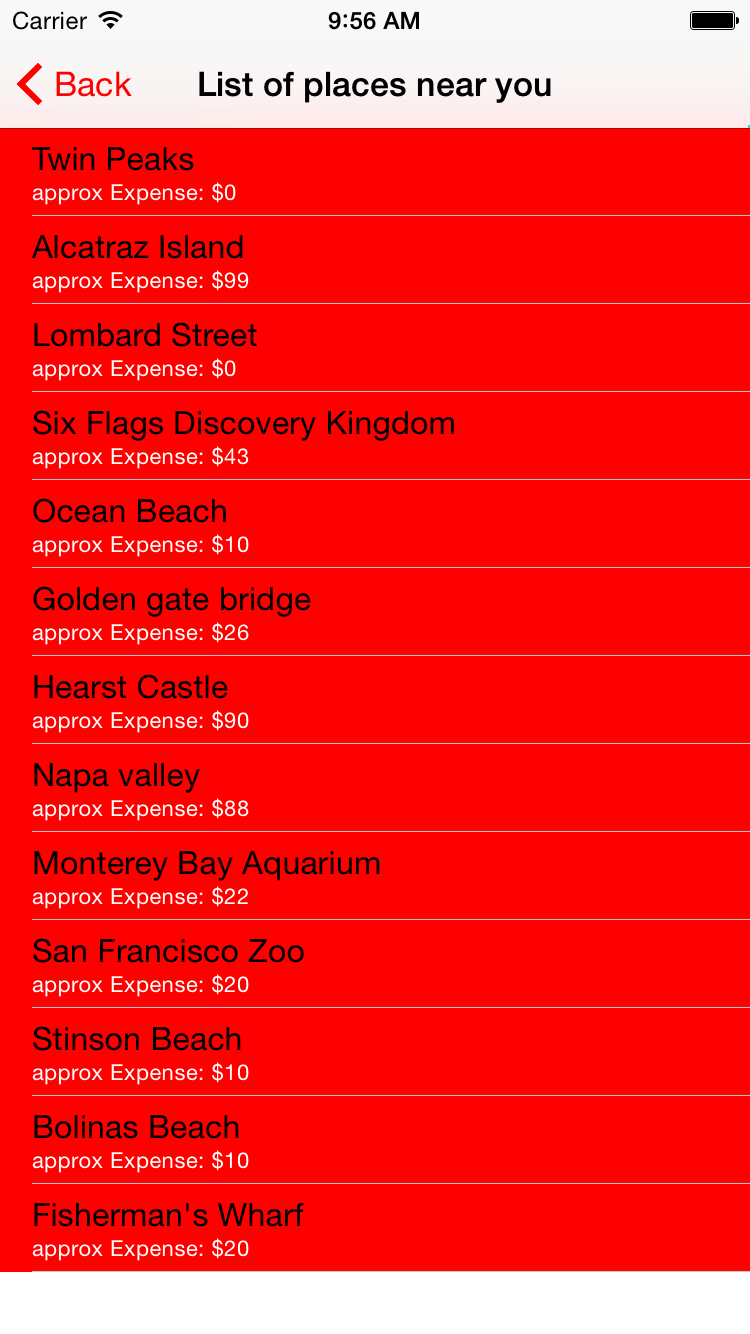 Carrier 9:56 AM
Back List of places near you
Twin Peaks
approx Expense: $0
Alcatraz Island
approx Expense: $99
Lombard Street
approx Expense: $0
Six Flags Discovery Kingdom
approx Expense: $43
Ocean Beach
approx Expense: $10
Golden gate bridge
approx Expense: $26
Hearst Castle
approx Expense: $90
Napa valley
approx Expense: $88
Monterey Bay Aquarium
approx Expense: $22
San Francisco Zoo
approx Expense: $20
Stinson Beach
approx Expense: $10
Bolinas Beach
approx Expense: $10
Fisherman's Wharf
approx Expense: $20